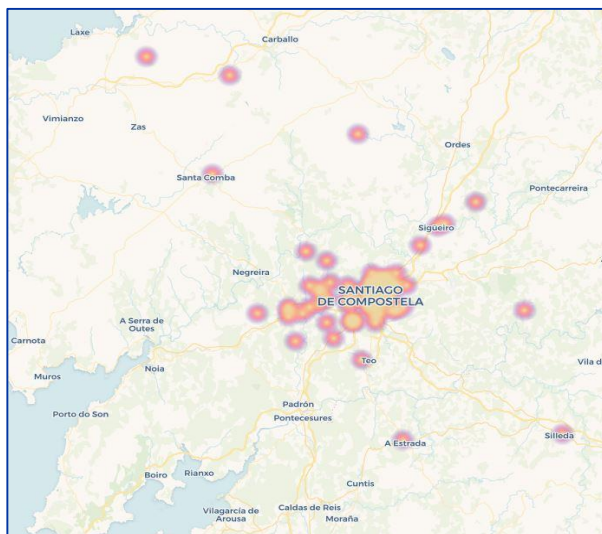 Laxe
Carballo
Vimianzo
Zas
Ordes
Santa Comba
Pontecarreira
Sigueiro
Negreira
SANTIAGO
DE COMPOSTELA
A Serra de
Outes
Carnota
Noia
Teo
Vila d
Muros
Porto do Son
Padrón
Pontecesures
A Estrada
Silleda
Boiro
Rianxo
Cuntis
Vilagarcía de
Arousa
Caldas de Reis
Moraña